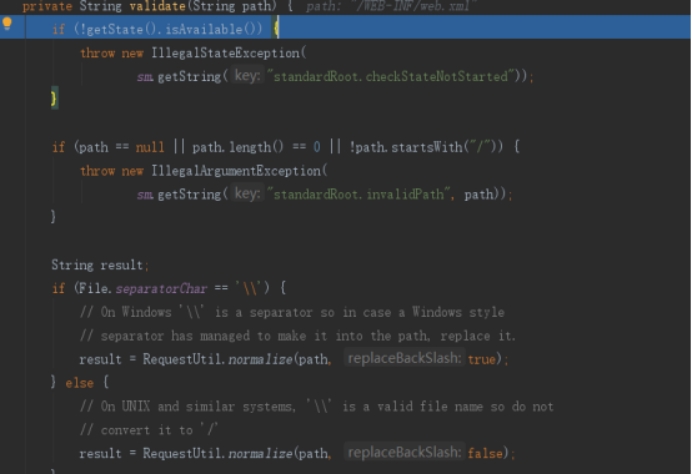 private String validate(String path) { path: "/WEB-INF/web.xml"
if (!getState().isAvailable()) {
throw new IllegalStateException(
sm.getString( key: "standardRoot.checkStateNotStarted"));
}
if (path == null || path.length() == 0 || !path.startsWith("/")) {
throw new IllegalArgumentException(
sm.getString( key: "standardRoot.invalidPath", path));
}
String result;
if (File.separatorChar == '\\') {
// On Windows '\\' is a separator so in case a Windows style
// separator has managed to make it into the path, replace it.
result = RequestUtil.normalize(path, replaceBackSlash: true);
} else {
// On UNIX and similar systems, '\\' is a valid file name so do not
// convert it to '/'
result = RequestUtil.normalize(path, replaceBackSlash: false);
}